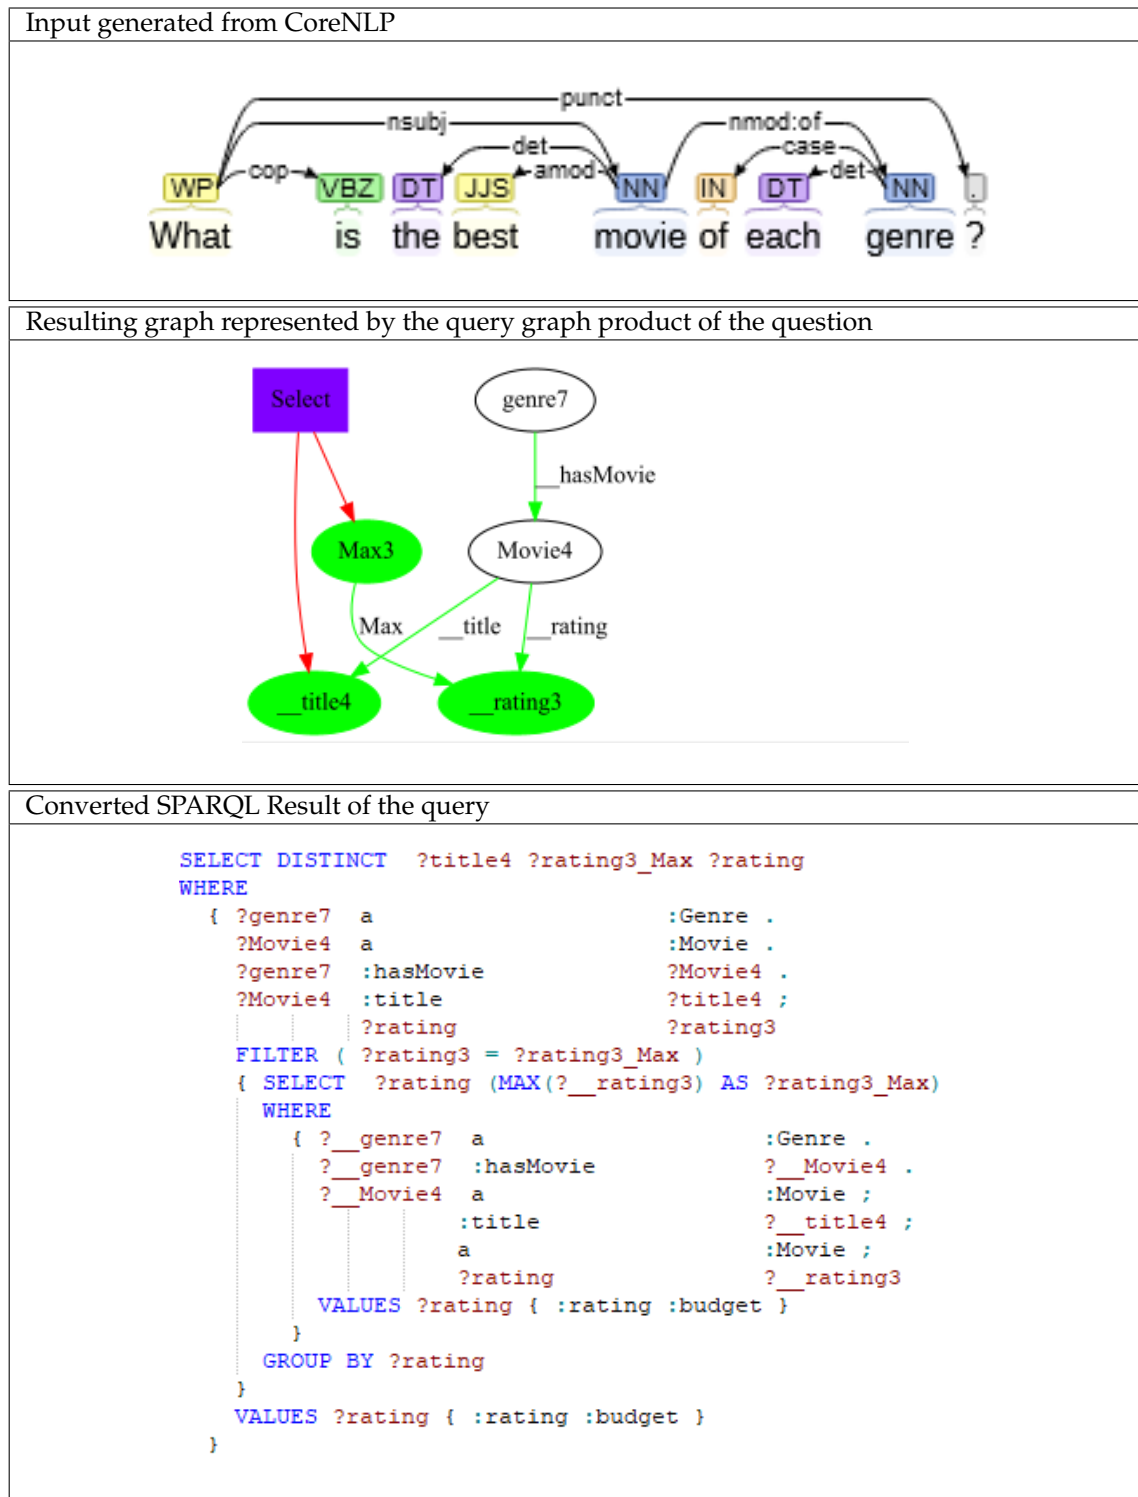 Input generated from CoreNLP
punct
nsubj nmod:of
det case
cop amod det
WP VBZ DT JJS NN IN DT NN .
What is the best movie of each genre ?
Resulting graph represented by the query graph product of the question
Select genre7
__hasMovie
Max3 Movie4
Max __title __rating
__title4 __rating3
Converted SPARQL Result of the query
SELECT DISTINCT ?title4 ?rating3_Max ?rating
WHERE
{ ?genre7 a :Genre .
?Movie4 a :Movie .
?genre7 :hasMovie ?Movie4 .
?Movie4 :title ?title4 ;
?rating ?rating3
FILTER ( ?rating3 = ?rating3_Max )
{ SELECT ?rating (MAX(?__rating3) AS ?rating3_Max)
WHERE
{ ?__genre7 a :Genre .
?__genre7 :hasMovie ?__Movie4 .
?__Movie4 a :Movie ;
:title ?__title4 ;
a :Movie ;
?rating ?__rating3
VALUES ?rating { :rating :budget }
}
GROUP BY ?rating
}
VALUES ?rating { :rating :budget }
}